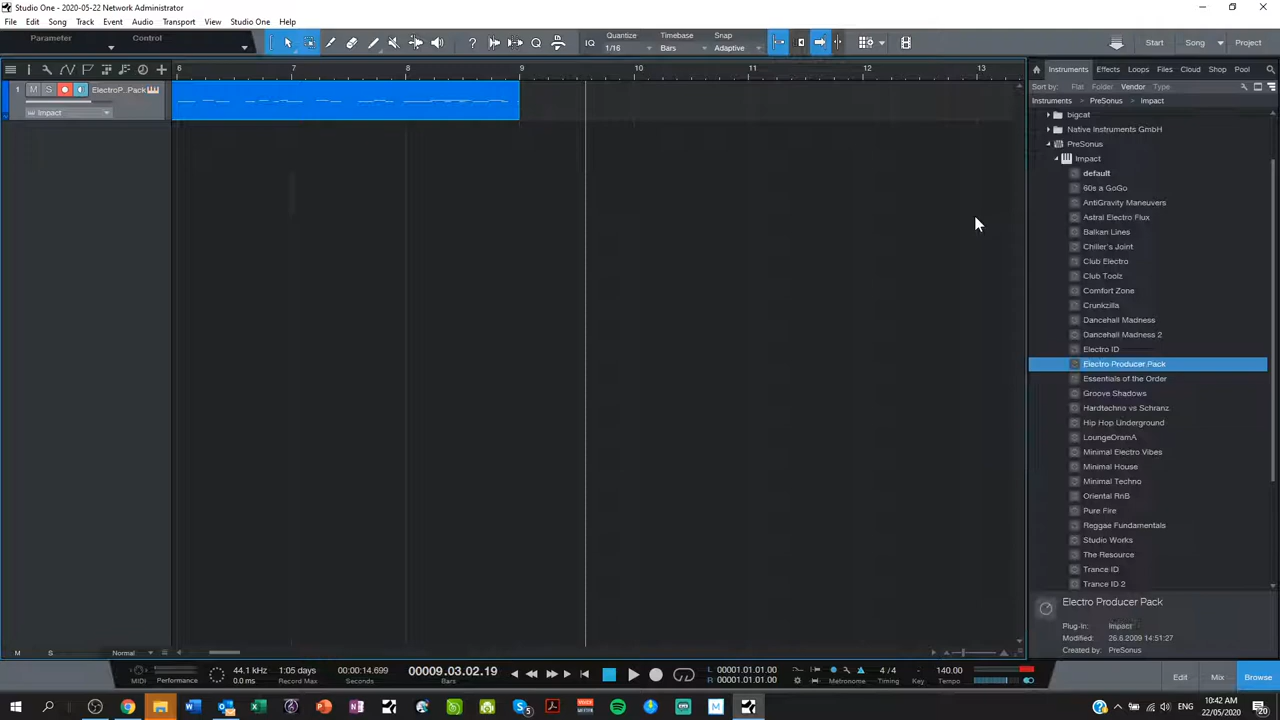 Studio One - 2020-05-22 Network Administrator
File Edit Song Track Event Audio Transport View Studio One Help
Parameter Control
Quantize 1/16
Timebase Bars
Snap Adaptive
IQ
Start Song Project
6 7 8 9 10 11 12 13
1 M S ElectroP..Pack
Impact
Instruments Effects Loops Files Cloud Shop Pool
Sort by: Flat Folder Vendor Type
Instruments PreSonus Impact
bigcat
Native Instruments GmbH
PreSonus
Impact
default
60s a GoGo
AntiGravity Maneuvers
Astral Electro Flux
Balkan Lines
Chiller's Joint
Club Electro
Club Toolz
Comfort Zone
Crunkzilla
Dancehall Madness
Dancehall Madness 2
Electro ID
Electro Producer Pack
Essentials of the Order
Groove Shadows
Hardtechno vs Schranz
Hip Hop Underground
LoungeDramA
Minimal Electro Vibes
Minimal House
Minimal Techno
Oriental RnB
Pure Fire
Reggae Fundamentals
Studio Works
The Resource
Trance ID
Trance ID 2
Electro Producer Pack
Plug-In: Impact
Modified: 26.6.2009 14:51:27
Created by: PreSonus
M S Normal
MIDI
Performance
44.1 kHz
0.0 ms
1:05 days
Record Max
00:00:14.699
Seconds
00009.03.02.19
Bars
L 00001.01.01.00
R 00001.01.01.00
Metronome
4 / 4
Timing
Key
140.00
Tempo
Edit Mix Browse
10:42 AM
22/05/2020
20